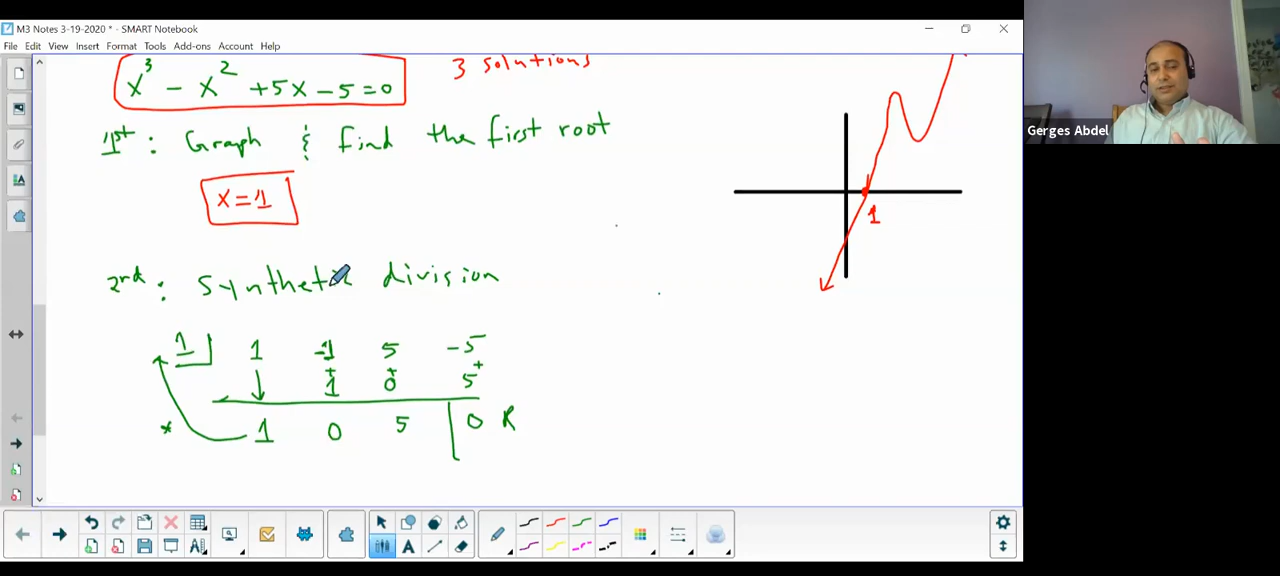 M3 Notes 3-19-2020 * - SMART Notebook
File Edit View Insert Format Tools Add-ons Account Help
x³ - x² + 5x - 5 = 0
3 solutions
Gerges Abdel
1st : Graph & find the first root
x = 1
1
2nd : Synthetic division
1 1 -1 5 -5
+ + +
1 0 5
* 1 0 5 0 R
A